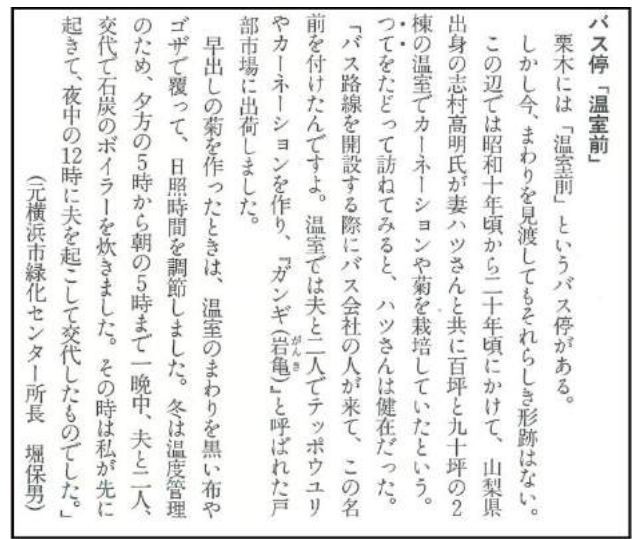 バス停「温室前」
栗木には「温室前」というバス停がある。
しかし今、まわりを見渡してもそれらしき形跡はない。
この辺では昭和十年頃から二十年頃にかけて、山梨県
出身の志村高明氏が妻ハツさんと共に百坪と九十坪の2
棟の温室でカーネーションや菊を栽培していたという。
つてをたどって訪ねてみると、ハツさんは健在だった。
「バス路線を開設する際にバス会社の人が来て、この名
前を付けたんですよ。温室では夫と二人でテッポウユリ
やカーネーションを作り、『ガンギ（岩亀）』と呼ばれた戸
がんき
部市場に出荷しました。
早出しの菊を作ったときは、温室のまわりを黒い布や
ゴザで覆って、日照時間を調節しました。冬は温度管理
のため、夕方の5時から朝の5時まで一晩中、夫と二人、
交代で石炭のボイラーを炊きました。その時は私が先に
起きて、夜中の12時に夫を起こして交代したものでした。」
（元横浜市緑化センター所長　堀保男）